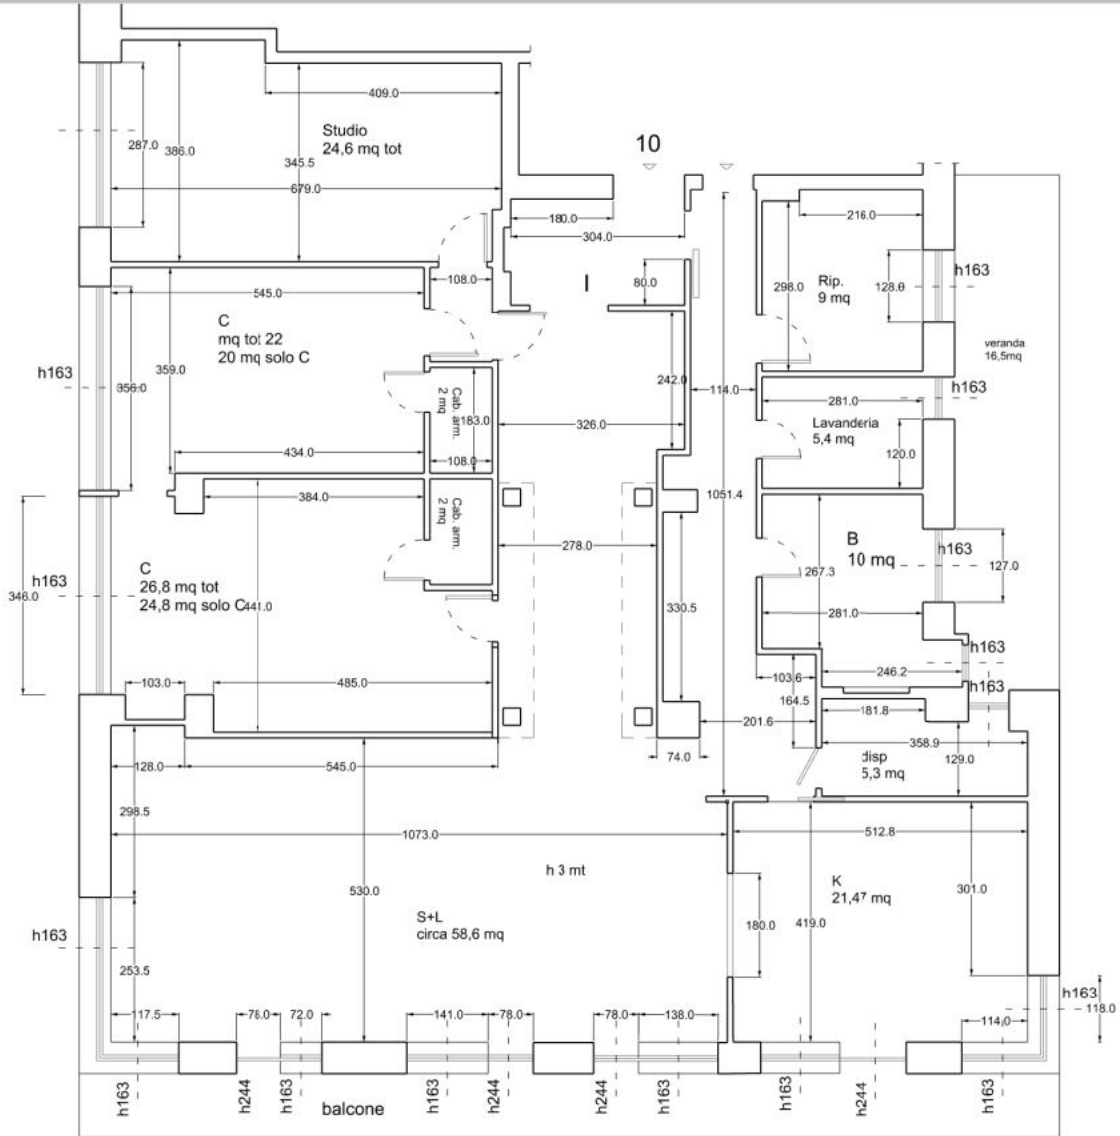 409.0
Studio
24,6 mq tot
287.0
386.0
345.5
679.0
10
180.0
304.0
216.0
108.0
I
80.0
298.0
Rip.
9 mq
128.0
h163
545.0
C
mq tot 22
20 mq solo C
veranda
16,5mq
h163
356.0
359.0
242.0
114.0
h163
281.0
Cab. arm.
2 mq
183.0
326.0
Lavanderia
5,4 mq
434.0
108.0
120.0
384.0
1051.4
Cab. arm.
2 mq
B
10 mq
h163
278.0
267.3
127.0
C
26,8 mq tot
24,8 mq solo C
h163
346.0
441.0
330.5
281.0
h163
246.2
103.6
h163
103.0
485.0
164.5
181.8
201.6
358.9
74.0
disp
5,3 mq
129.0
128.0
545.0
298.5
1073.0
512.8
h 3 mt
530.0
K
21,47 mq
301.0
S+L
circa 58,6 mq
180.0
419.0
h163
253.5
h163
118.0
117.5
76.0
72.0
141.0
78.0
78.0
138.0
114.0
h163
h244
h163
balcone
h163
h244
h244
h163
h163
h244
h163